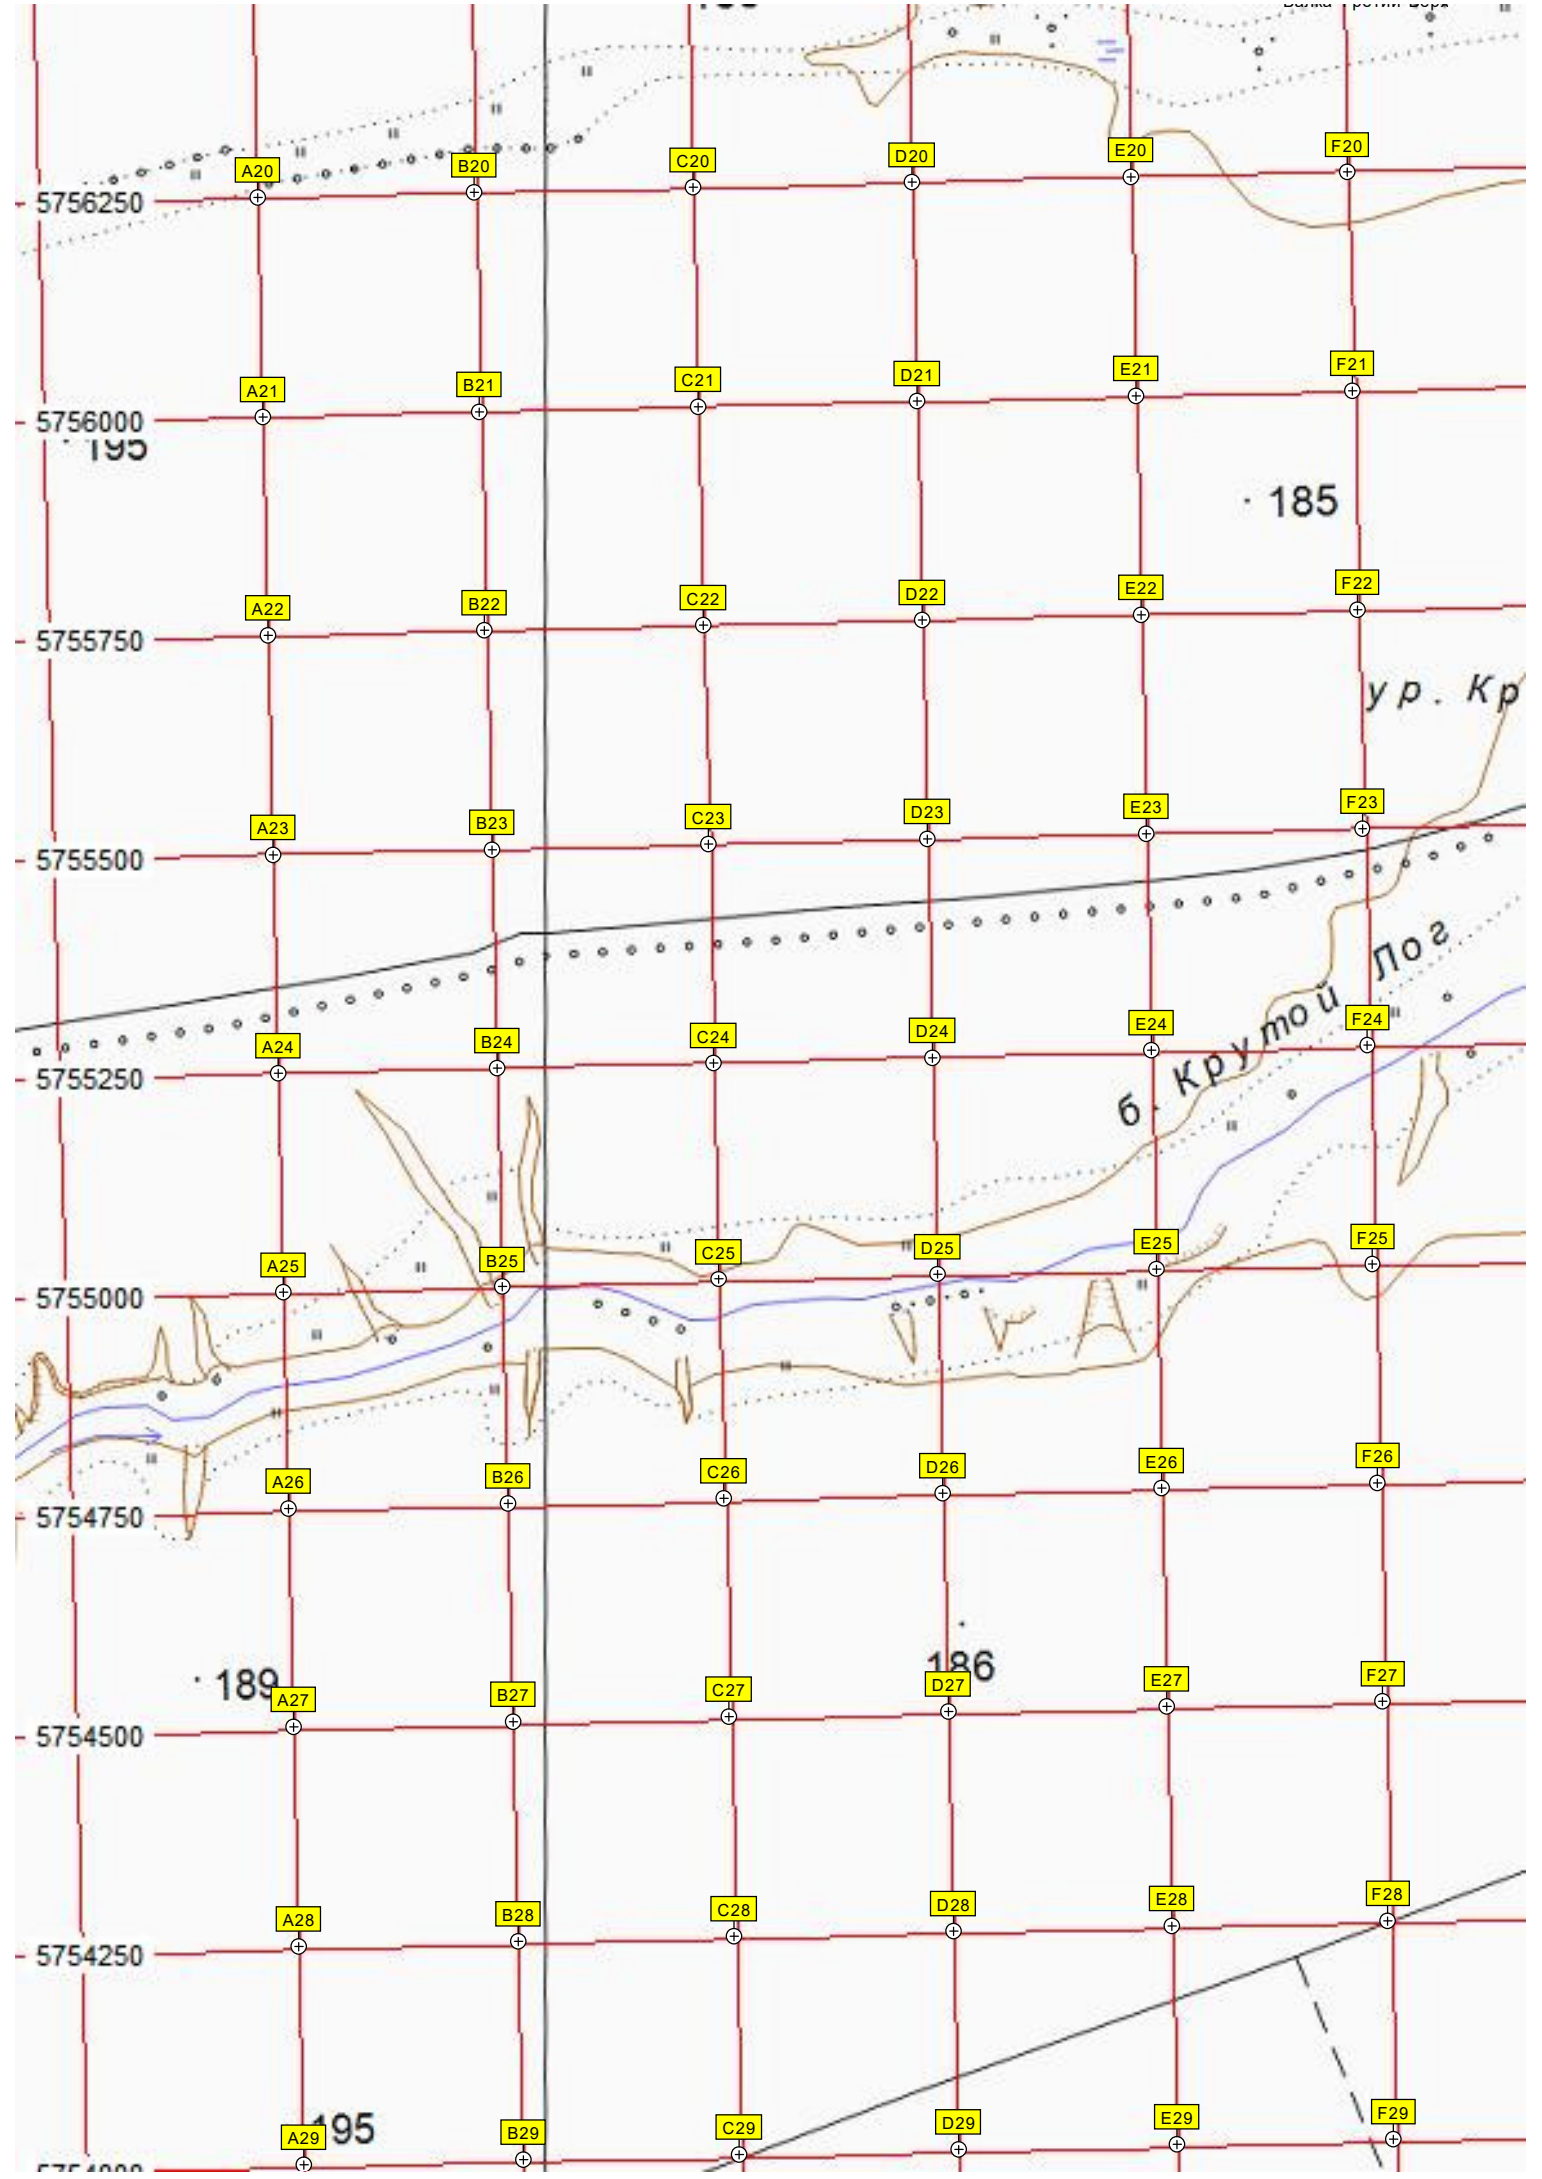 A20 B20 C20 D20 E20 F20
5756250
A21 B21 C21 D21 E21 F21
5756000
195
185
A22 B22 C22 D22 E22 F22
5755750
ур. Кр
A23 B23 C23 D23 E23 F23
5755500
б. Крутой Лог
A24 B24 C24 D24 E24 F24
5755250
A25 B25 C25 D25 E25 F25
5755000
A26 B26 C26 D26 E26 F26
5754750
189
186
A27 B27 C27 D27 E27 F27
5754500
A28 B28 C28 D28 E28 F28
5754250
195
A29 B29 C29 D29 E29 F29